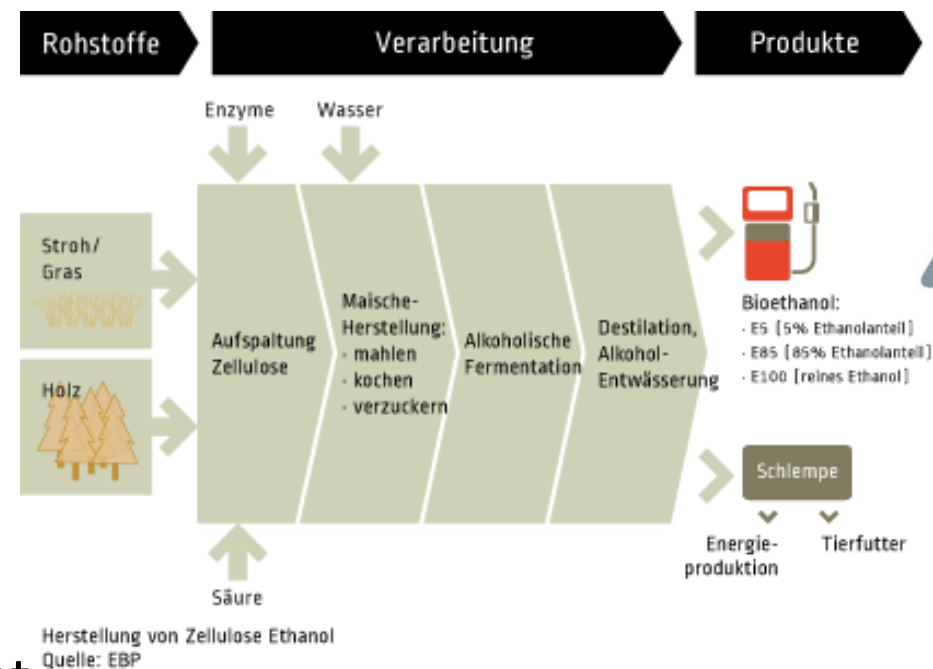 Rohstoffe
Verarbeitung
Produkte
Enzyme
Wasser
Stroh/
Gras
Holz
Aufspaltung
Zellulose
Maische-
Herstellung:
· mahlen
· kochen
· verzuckern
Alkoholische
Fermentation
Destilation,
Alkohol-
Entwässerung
Bioethanol:
· E5 [5% Ethanolanteil]
· E85 [85% Ethanolanteil]
· E100 [reines Ethanol]
Schlempe
Energie-
produktion
Tierfutter
Säure
Herstellung von Zellulose Ethanol
Quelle: EBP